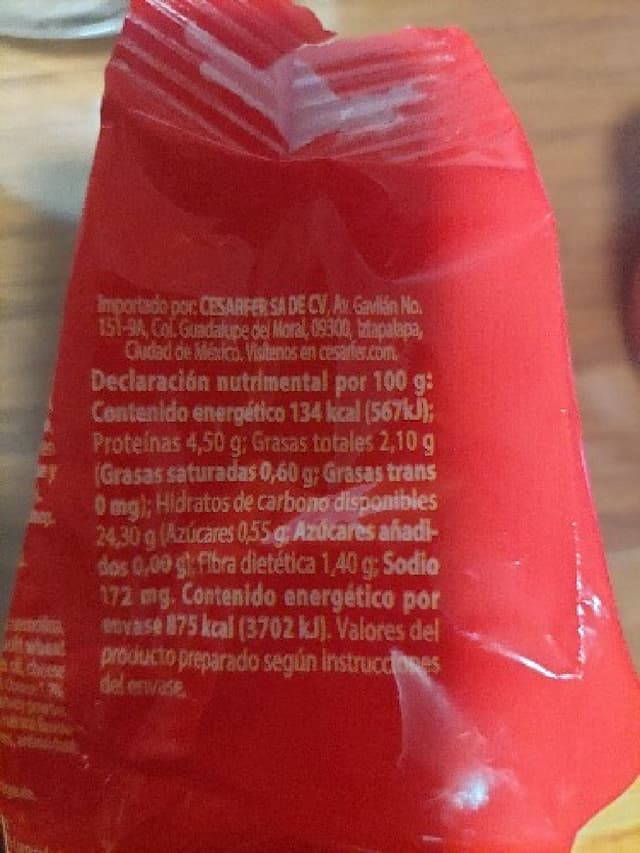 Importado por: CESARFER SA DE CV, Av. Gavilán No.
151-9A, Col. Guadalupe del Moral, 09300, Iztapalapa,
Ciudad de México. Visítenos en cesarfer.com.
Declaración nutrimental por 100 g:
Contenido energético 134 kcal (567kJ);
Proteínas 4,50 g; Grasas totales 2,10 g
(Grasas saturadas 0,60 g; Grasas trans
0 mg); Hidratos de carbono disponibles
24,30 g (Azúcares 0,55 g; Azúcares añadi-
dos 0,00 g); Fibra dietética 1,40 g; Sodio
172 mg. Contenido energético por
envase 875 kcal (3702 kJ). Valores del
producto preparado según instrucciones
del envase.
wheat
cheese